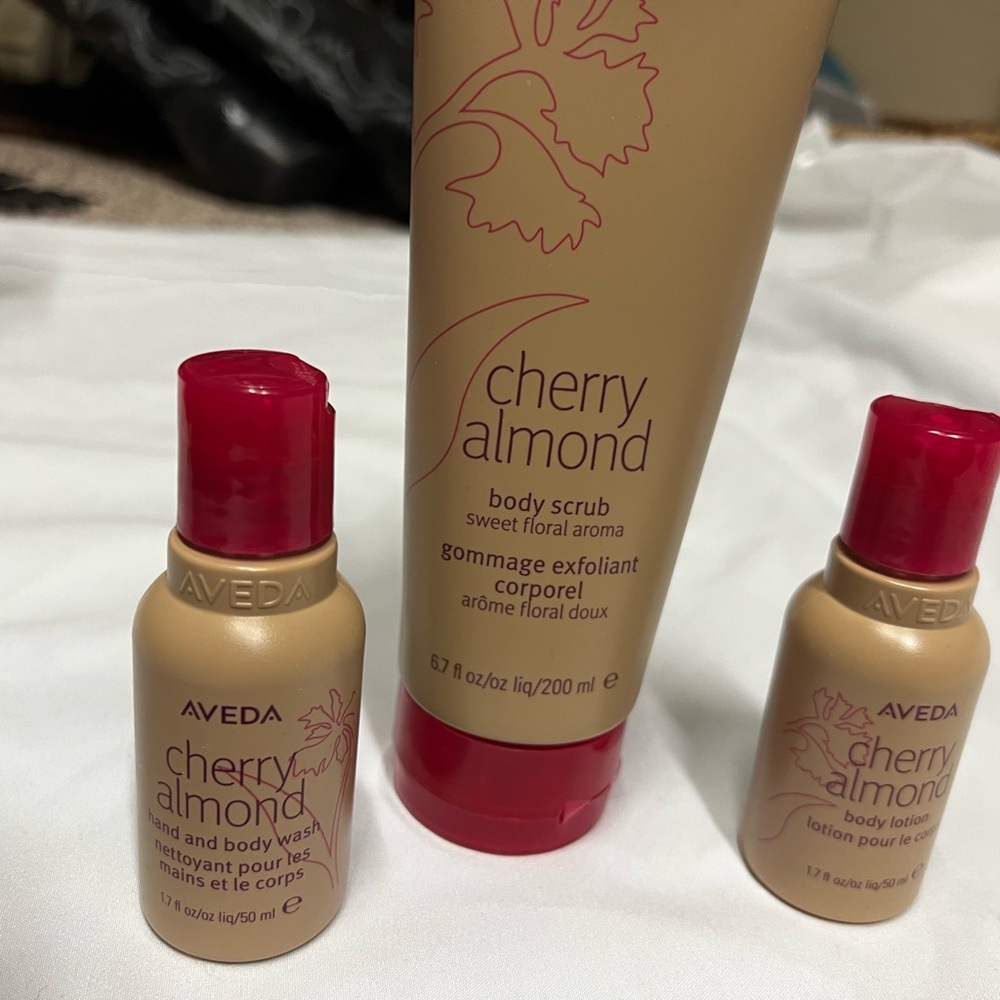 cherry
almond
body scrub
sweet floral aroma
gommage exfoliant
corporel
arôme floral doux
6.7 fl oz/oz liq/200 ml e
AVEDA
AVEDA
cherry
almond
hand and body wash
nettoyant pour les
mains et le corps
1.7 fl oz/oz liq/50 ml e
AVEDA
AVEDA
cherry
almond
body lotion
lotion pour le corps
1.7 fl oz/oz liq/50 ml e